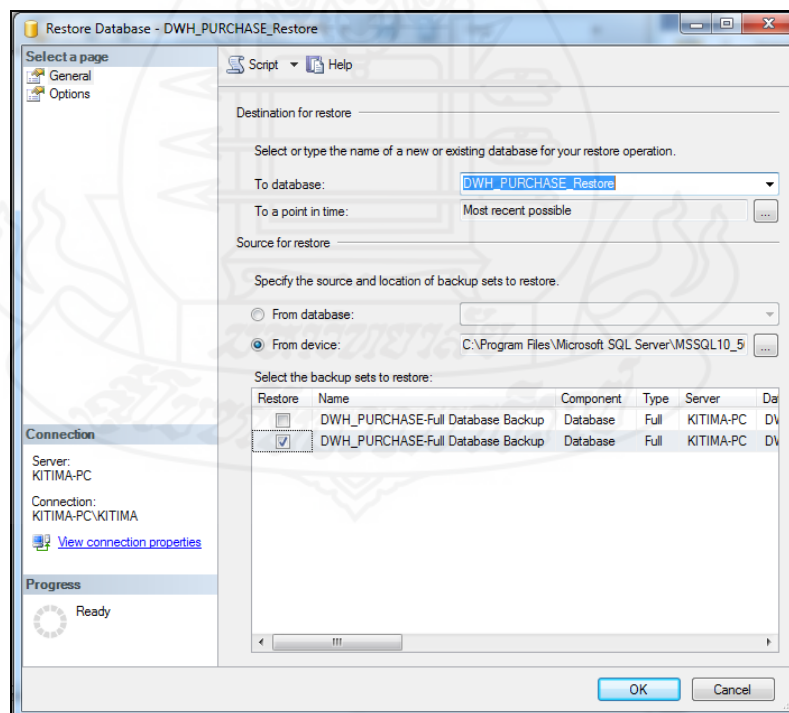 Restore Database - DWH_PURCHASE_Restore
Select a page
General
Options
Script Help
Destination for restore
Select or type the name of a new or existing database for your restore operation.
To database: DWH_PURCHASE_Restore
To a point in time: Most recent possible ...
Source for restore
Specify the source and location of backup sets to restore.
From database:
From device: C:\Program Files\Microsoft SQL Server\MSSQL10_5 ...
Select the backup sets to restore:
Restore Name Component Type Server Da
DWH_PURCHASE-Full Database Backup Database Full KITIMA-PC DV
DWH_PURCHASE-Full Database Backup Database Full KITIMA-PC DV
Connection
Server:
KITIMA-PC
Connection:
KITIMA-PC\KITIMA
View connection properties
Progress
Ready
OK Cancel